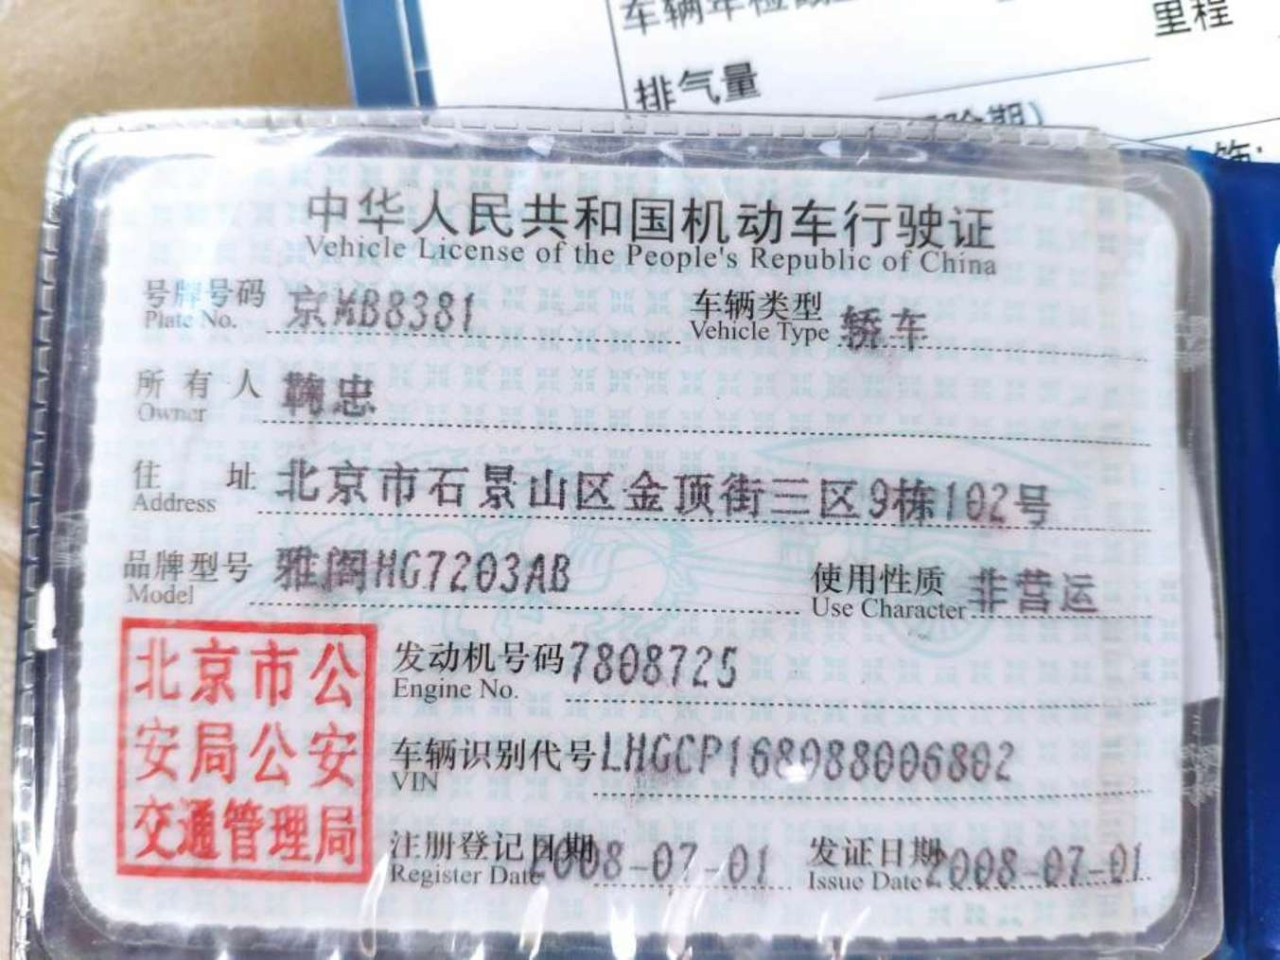 里程
排气量
中华人民共和国机动车行驶证
Vehicle License of the People's Republic of China
号牌号码 京MB8381 车辆类型 轿车
Plate No. Vehicle Type
所有人 鞠忠
Owner
住址 北京市石景山区金顶街三区9栋102号
Address
品牌型号 雅阁HG7203AB 使用性质 非营运
Model Use Character
北京市公
安局公安
交通管理局
发动机号码 7808725
Engine No.
车辆识别代号 LHGCP168088006802
VIN
注册登记日期 2008-07-01 发证日期 2008-07-01
Register Date Issue Date